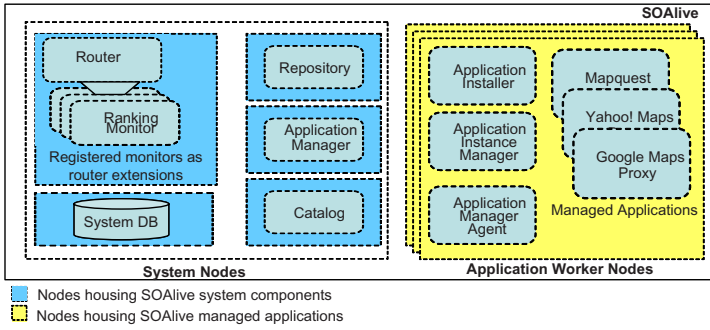 SOAlive
Router
Ranking
Monitor
Registered monitors as
router extensions
System DB
Repository
Application
Manager
Catalog
System Nodes
Application
Installer
Application
Instance
Manager
Application
Manager
Agent
Mapquest
Yahoo! Maps
Google Maps
Proxy
Managed Applications
Application Worker Nodes
Nodes housing SOAlive system components
Nodes housing SOAlive managed applications